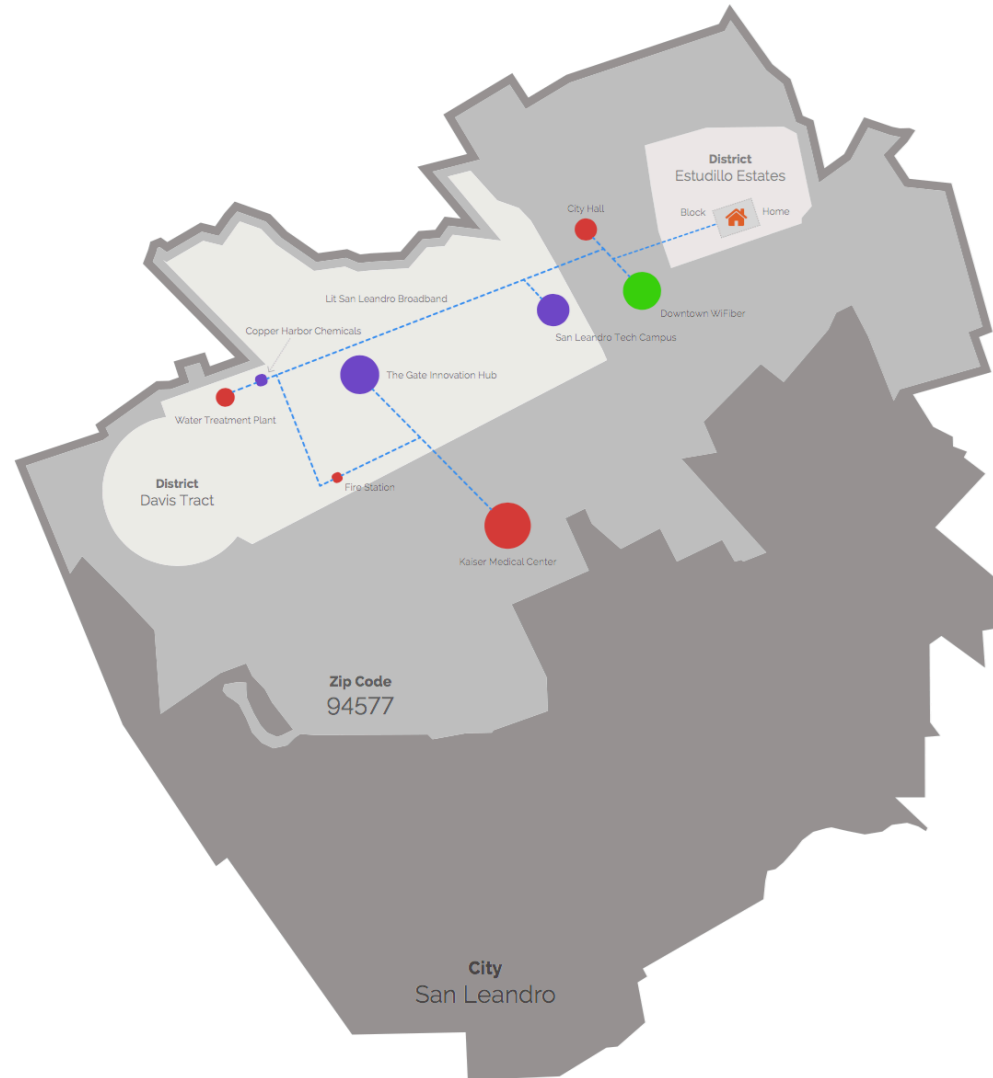 District
Estudillo Estates
Block
Home
City Hall
Lit San Leandro Broadband
Downtown WiFiber
Copper Harbor Chemicals
San Leandro Tech Campus
The Gate Innovation Hub
Water Treatment Plant
District
Davis Tract
Fire Station
Kaiser Medical Center
Zip Code
94577
City
San Leandro